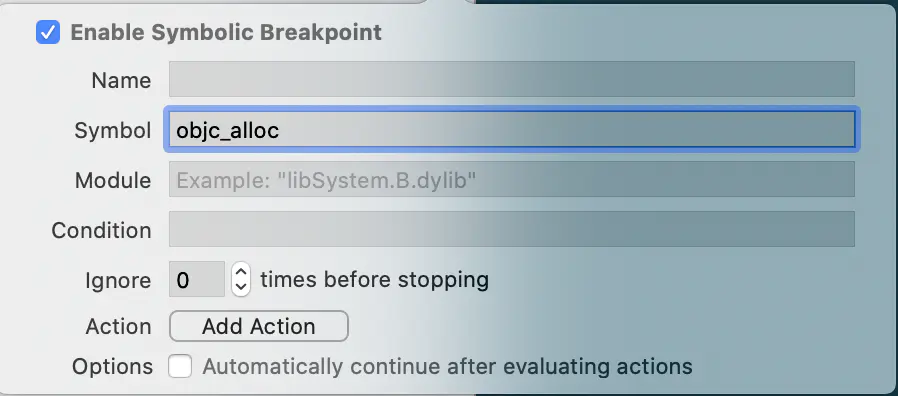 Enable Symbolic Breakpoint
Name
Symbol objc_alloc
Module Example: "libSystem.B.dylib"
Condition
Ignore 0 times before stopping
Action Add Action
Options Automatically continue after evaluating actions